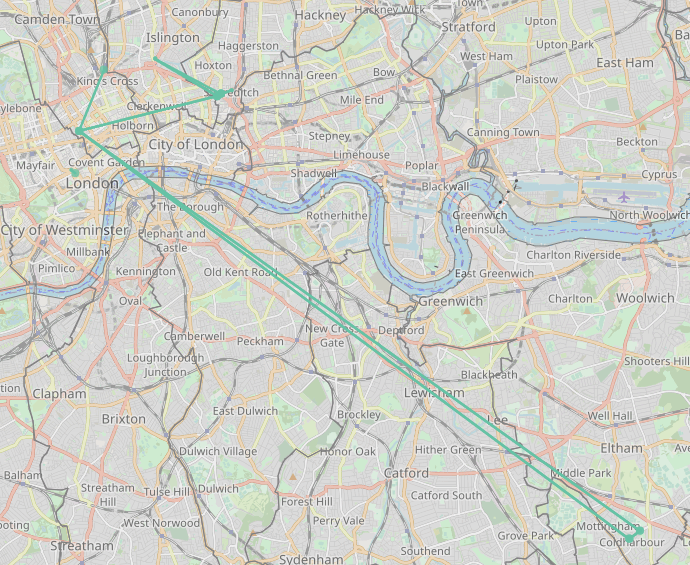 Camden Town
Canonbury
Hackney
Hackney Wick
Town
Islington
Stratford
Upton
Ba
Haggerston
Hoxton
Upton Park
West Ham
East Ham
King's Cross
Bethnal Green
Bow
Plaistow
Mile End
Clerkenwell
Holborn
Stepney
Canning Town
City of London
Beckton
Mayfair
Covent Garden
Limehouse
Poplar
London
Shadwell
Blackwall
Cyprus
The Borough
Rotherhithe
Greenwich
Peninsula
North Woolwich
City of Westminster
Elephant and
Castle
Millbank
Charlton Riverside
Pimlico
Kennington
Old Kent Road
East Greenwich
Oval
Greenwich
Charlton
Woolwich
New Cross
Gate
Deptford
Camberwell
Peckham
Loughborough
Junction
Shooters Hil
Blackheath
Clapham
Lewisham
East Dulwich
Brockley
Well Hall
Brixton
Lee
Dulwich Village
Honor Oak
Hither Green
Eltham
Ave
Balham
Streatham
Hill
Tulse Hill
Dulwich
Catford
Middle Park
Forest Hill
Catford South
West Norwood
Perry Vale
Mottingham
Grove Park
Coldharbour
Streatham
Sydenham
Southend